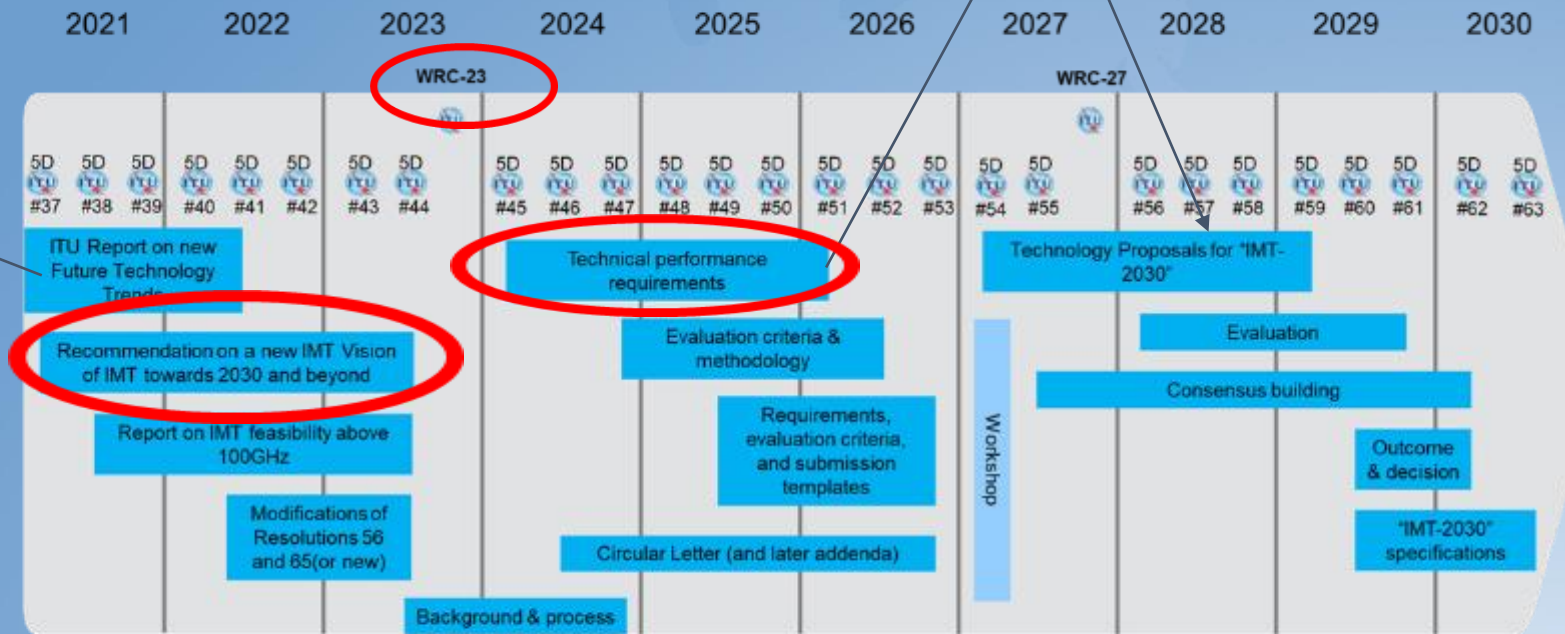 2021 2022 2023 2024 2025 2026 2027 2028 2029 2030
WRC-23 WRC-27
5D 5D 5D 5D 5D 5D 5D 5D 5D 5D 5D 5D 5D 5D 5D 5D 5D 5D 5D 5D 5D 5D 5D 5D 5D 5D 5D
#37 #38 #39 #40 #41 #42 #43 #44 #45 #46 #47 #48 #49 #50 #51 #52 #53 #54 #55 #56 #57 #58 #59 #60 #61 #62 #63
ITU Report on new
Future Technology
Trends
Technical performance
requirements
Technology Proposals for "IMT-
2030"
Recommendation on a new IMT Vision
of IMT towards 2030 and beyond
Evaluation criteria &
methodology
Evaluation
Consensus building
Report on IMT feasibility above
100GHz
Requirements,
evaluation criteria,
and submission
templates
Workshop
Outcome
& decision
Modifications of
Resolutions 56
and 65(or new)
Circular Letter (and later addenda)
"IMT-2030"
specifications
Background & process